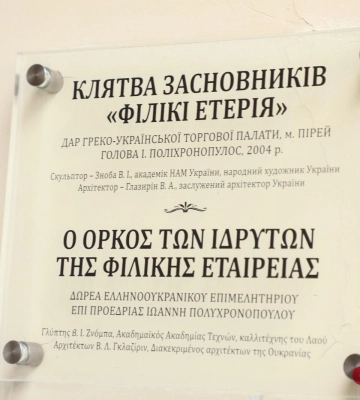 КЛЯТВА ЗАСНОВНИКІВ
«ФІЛІКІ ЕТЕРІЯ»
ДАР ГРЕКО-УКРАЇНСЬКОЇ ТОРГОВОЇ ПАЛАТИ, м. ПІРЕЙ
ГОЛОВА І. ПОЛІХРОНОПУЛОС, 2004 р.
Скульптор – Зноба В. І., академік НАМ України, народний художник України
Архітектор – Глазирін В. А., заслужений архітектор України
Ο ΟΡΚΟΣ ΤΩΝ ΙΔΡΥΤΩΝ
ΤΗΣ ΦΙΛΙΚΗΣ ΕΤΑΙΡΕΙΑΣ
ΔΩΡΕΑ ΕΛΛΗΝΟΟΥΚΡΑΝΙΚΟΥ ΕΠΙΜΕΛΗΤΗΡΙΟΥ
ΕΠΙ ΠΡΟΕΔΡΙΑΣ ΙΩΑΝΝΗ ΠΟΛΥΧΡΟΝΟΠΟΥΛΟΥ
Γλύπτης Β. Ι. Ζνόμπα, Ακαδημαϊκός Ακαδημίας Τεχνών, καλλιτέχνης του Λαού
Αρχιτέκτων Β. Λ. Γκλαζίριν, Διακεκριμένος αρχιτέκτων της Ουκρανίας